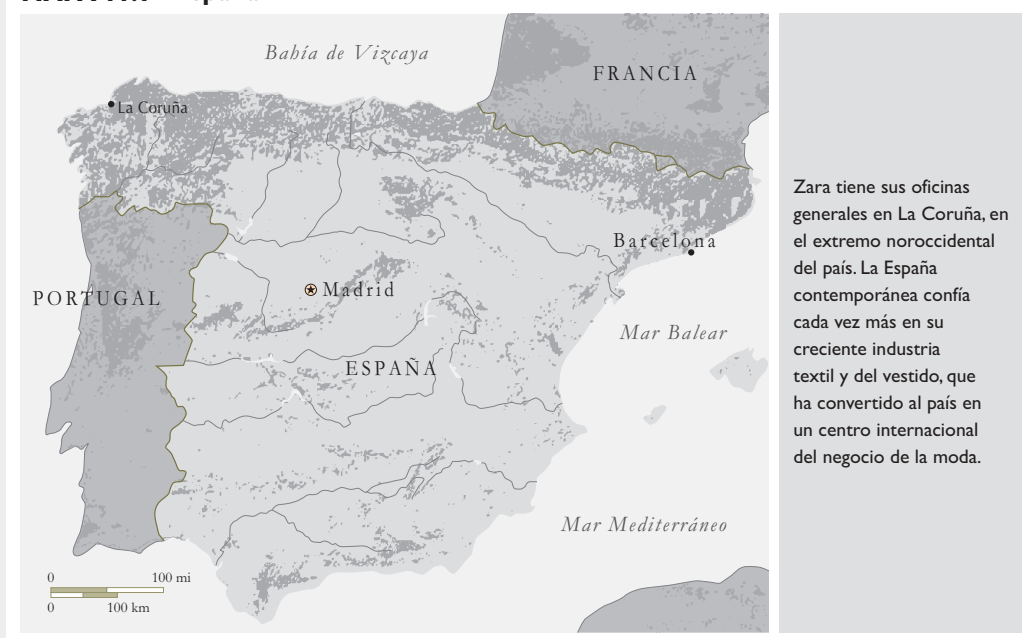 Bahía de Vizcaya
FRANCIA
La Coruña
Barcelona
PORTUGAL
Madrid
Mar Balear
ESPAÑA
Mar Mediterráneo
0 100 mi
0 100 km
Zara tiene sus oficinas
generales en La Coruña, en
el extremo noroccidental
del país. La España
contemporánea confía
cada vez más en su
creciente industria
textil y del vestido, que
ha convertido al país en
un centro internacional
del negocio de la moda.